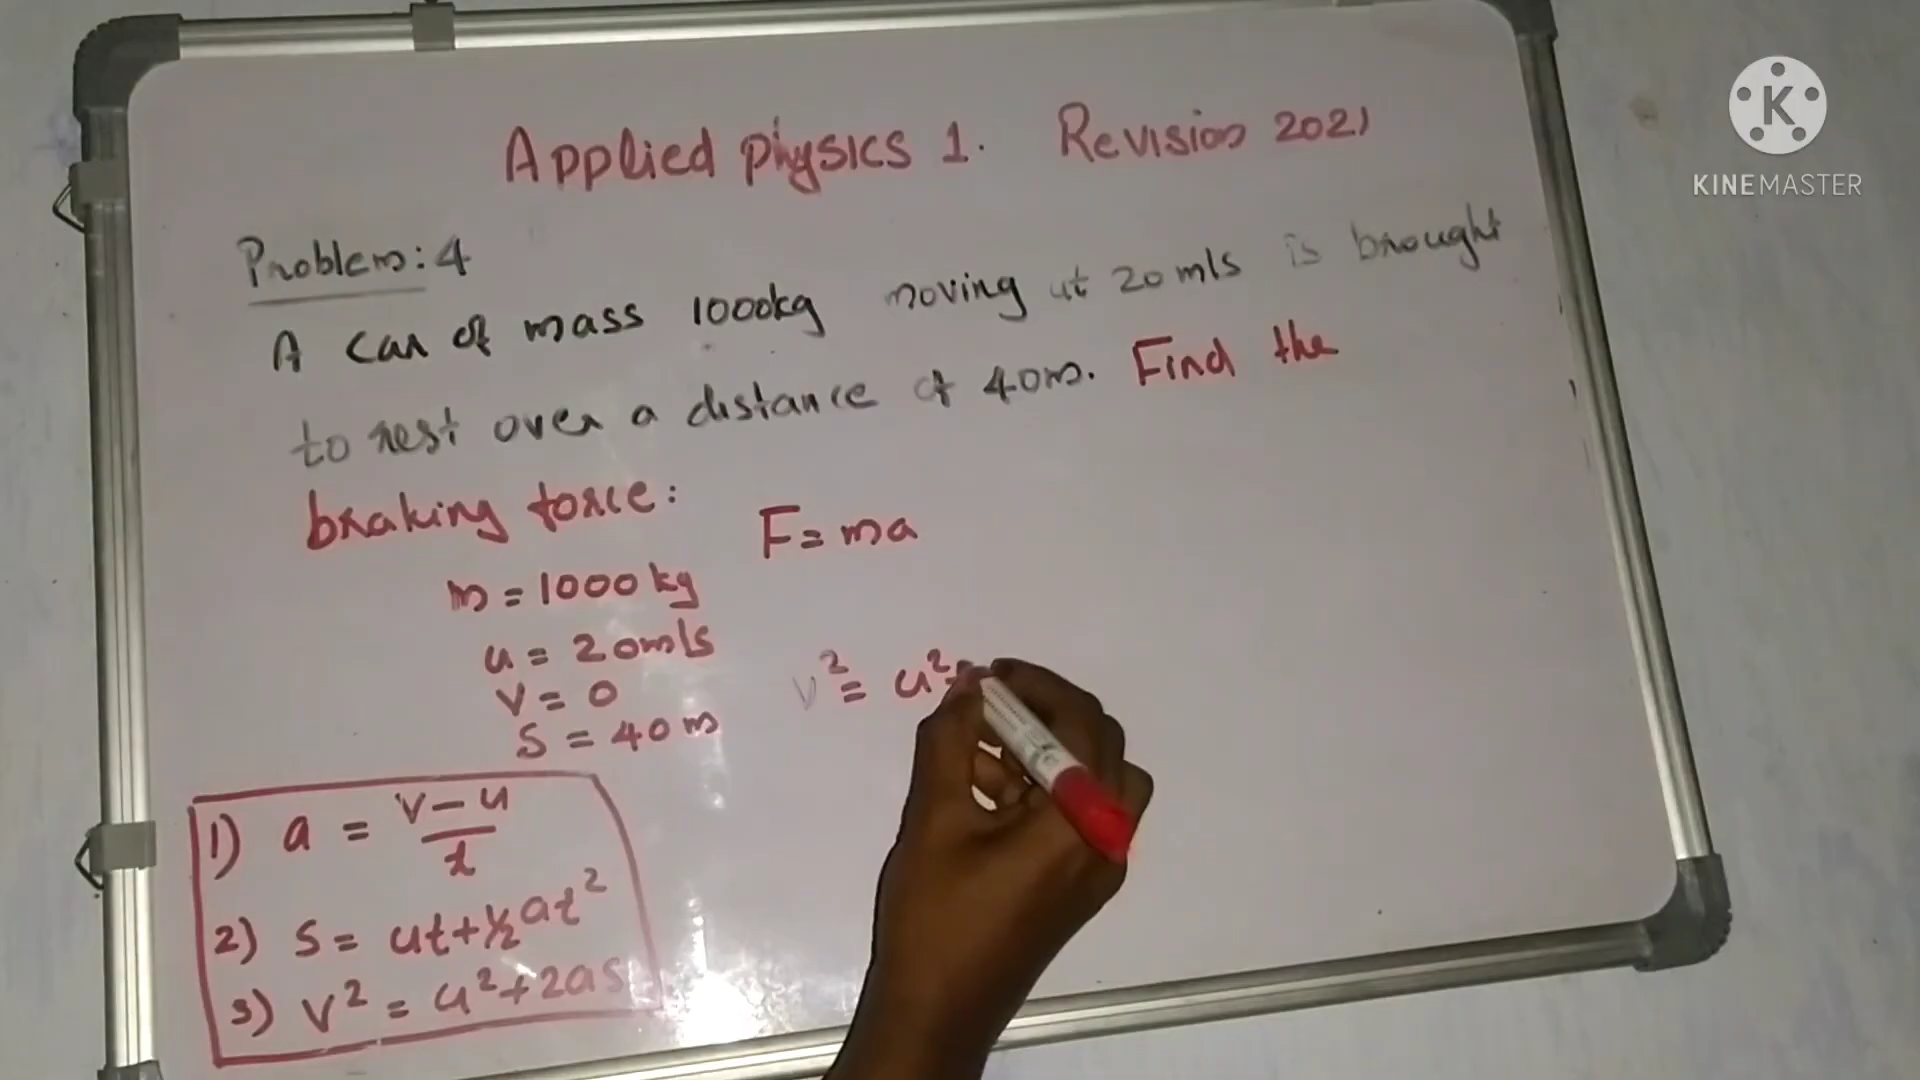 Applied Physics 1. Revision 2021
K
KINEMASTER
Problem: 4
A car of mass 1000kg moving at 20m/s is brought
to rest over a distance of 40m. Find the
braking force:
F = ma
m = 1000 kg
u = 20m/s
v = 0
v² = u²
s = 40 m
1) a = v - u / t
2) s = ut + ½ at²
3) v² = u² + 2as